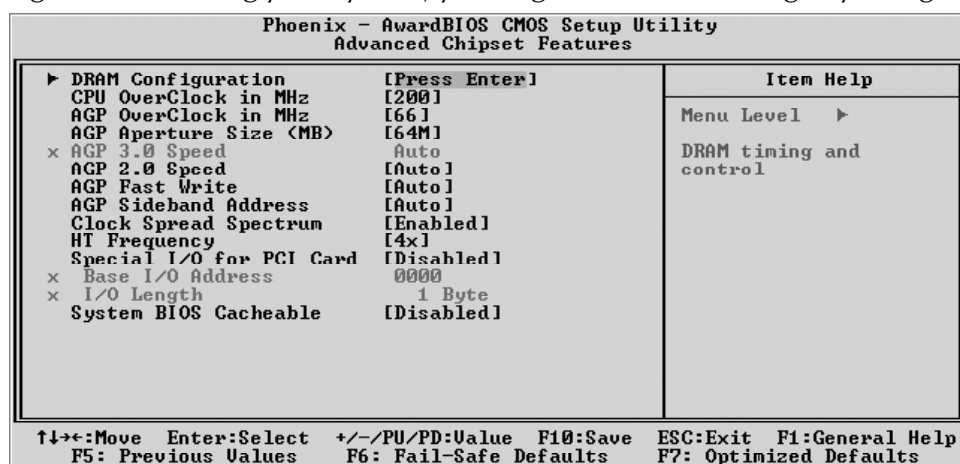 Phoenix – AwardBIOS CMOS Setup Utility
Advanced Chipset Features
► DRAM Configuration [Press Enter]
CPU OverClock in MHz [200]
AGP OverClock in MHz [66]
AGP Aperture Size (MB) [64M]
x AGP 3.0 Speed Auto
AGP 2.0 Speed [Auto]
AGP Fast Write [Auto]
AGP Sideband Address [Auto]
Clock Spread Spectrum [Enabled]
HT Frequency [4x]
Special I/O for PCI Card [Disabled]
x Base I/O Address 0000
x I/O Length 1 Byte
System BIOS Cacheable [Disabled]
Item Help
Menu Level ►
DRAM timing and
control
↑↓→←:Move Enter:Select +/-/PU/PD:Value F10:Save ESC:Exit F1:General Help
F5: Previous Values F6: Fail-Safe Defaults F7: Optimized Defaults